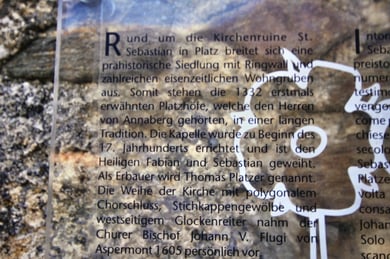 Rund um die Kirchenruine St.
Sebastian in Platz breitet sich eine
prähistorische Siedlung mit Ringwall und
zahlreichen eisenzeitlichen Wohngruben
aus. Somit stehen die 1332 erstmals
erwähnten Platzhöfe, welche den Herren
von Annaberg gehörten, in einer langen
Tradition. Die Kapelle wurde zu Beginn des
17. Jahrhunderts errichtet und ist den
Heiligen Fabian und Sebastian geweiht.
Als Erbauer wird Thomas Platzer genannt.
Die Weihe der Kirche mit polygonalem
Chorschluss, Stichkappengewölbe und
westseitigem Glockenreiter nahm der
Churer Bischof Johann V. Flugi von
Aspermont 1605 persönlich vor.